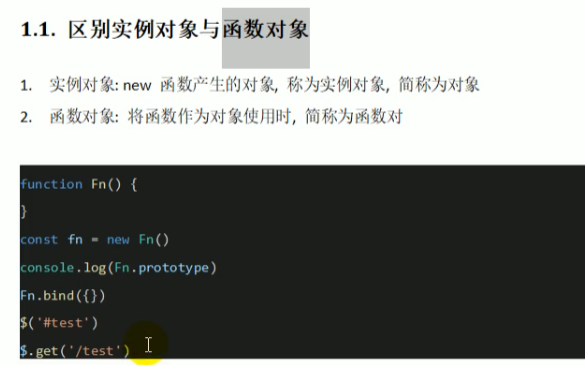 1.1. 区别实例对象与函数对象
1. 实例对象: new 函数产生的对象, 称为实例对象, 简称为对象
2. 函数对象: 将函数作为对象使用时, 简称为函数对
function Fn() {
}
const fn = new Fn()
console.log(Fn.prototype)
Fn.bind({})
$('#test')
$.get('/test')